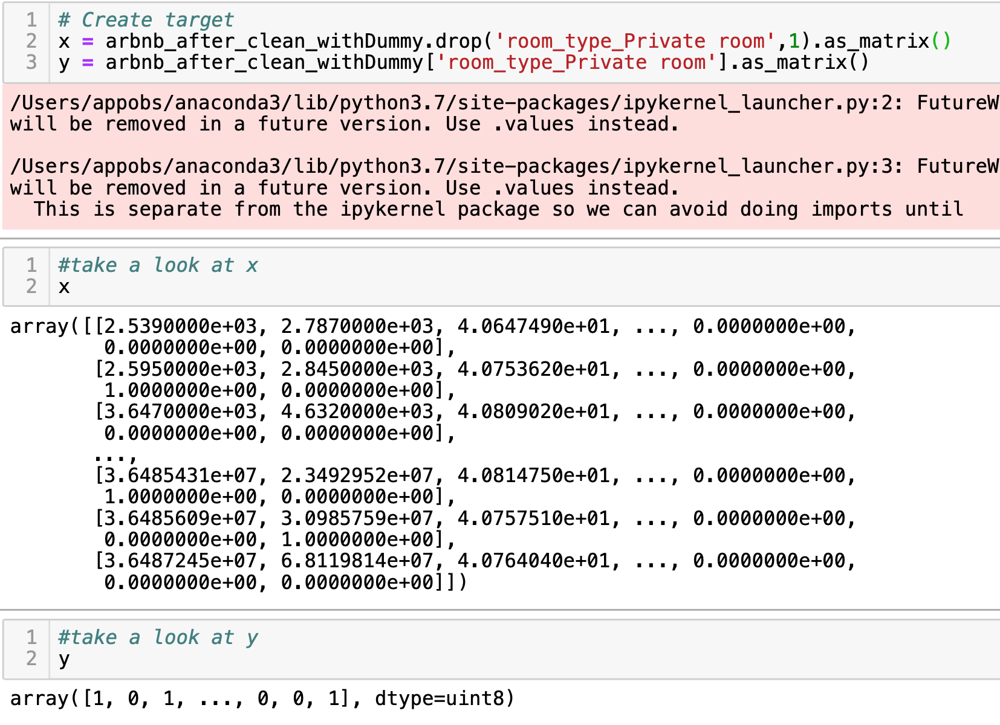 1 # Create target
2 x = arbnb_after_clean_withDummy.drop('room_type_Private room',1).as_matrix()
3 y = arbnb_after_clean_withDummy['room_type_Private room'].as_matrix()
/Users/appobs/anaconda3/lib/python3.7/site-packages/ipykernel_launcher.py:2: FutureW
will be removed in a future version. Use .values instead.
/Users/appobs/anaconda3/lib/python3.7/site-packages/ipykernel_launcher.py:3: FutureW
will be removed in a future version. Use .values instead.
  This is separate from the ipykernel package so we can avoid doing imports until
1 #take a look at x
2 x
array([[2.5390000e+03, 2.7870000e+03, 4.0647490e+01, ..., 0.0000000e+00,
        0.0000000e+00, 0.0000000e+00],
       [2.5950000e+03, 2.8450000e+03, 4.0753620e+01, ..., 0.0000000e+00,
        1.0000000e+00, 0.0000000e+00],
       [3.6470000e+03, 4.6320000e+03, 4.0809020e+01, ..., 0.0000000e+00,
        0.0000000e+00, 0.0000000e+00],
       ...,
       [3.6485431e+07, 2.3492952e+07, 4.0814750e+01, ..., 0.0000000e+00,
        1.0000000e+00, 0.0000000e+00],
       [3.6485609e+07, 3.0985759e+07, 4.0757510e+01, ..., 0.0000000e+00,
        0.0000000e+00, 1.0000000e+00],
       [3.6487245e+07, 6.8119814e+07, 4.0764040e+01, ..., 0.0000000e+00,
        0.0000000e+00, 0.0000000e+00]])
1 #take a look at y
2 y
array([1, 0, 1, ..., 0, 0, 1], dtype=uint8)